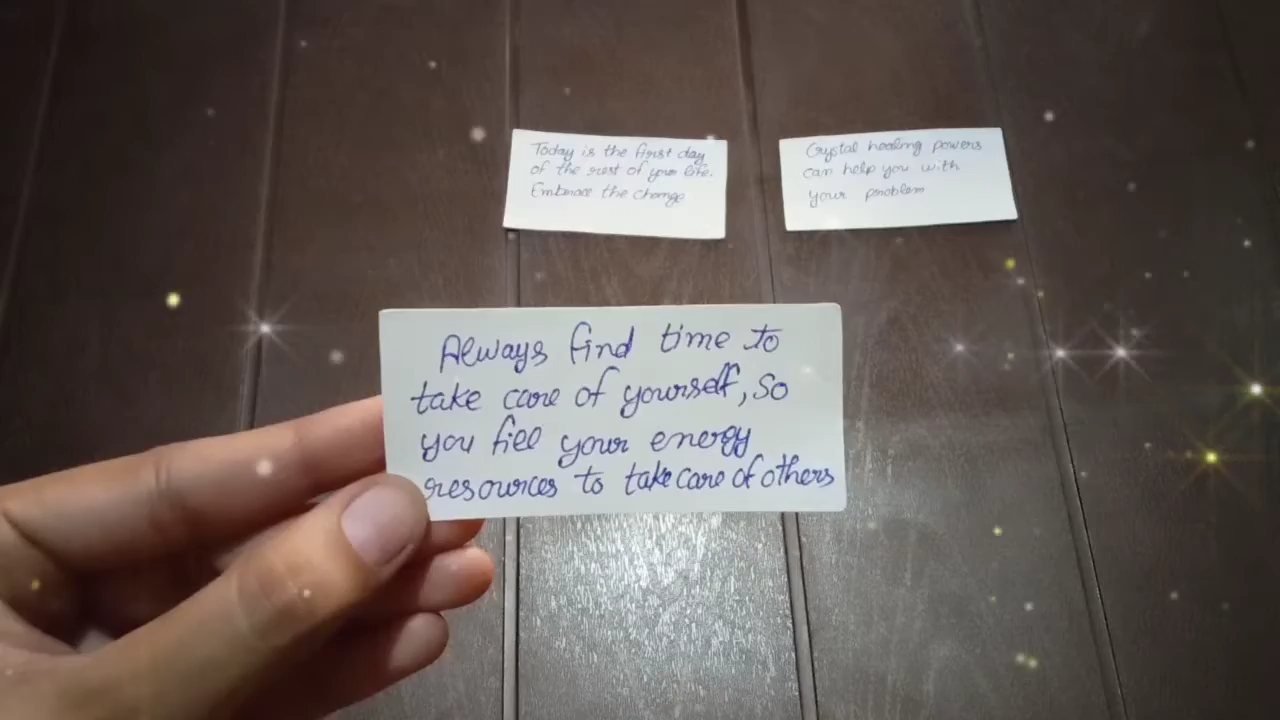 Today is the first day
of the rest of your life.
Embrace the change
Crystal healing powers
can help you with
your problem
Always find time to
take care of yourself, so
you fill your energy
resources to take care of others